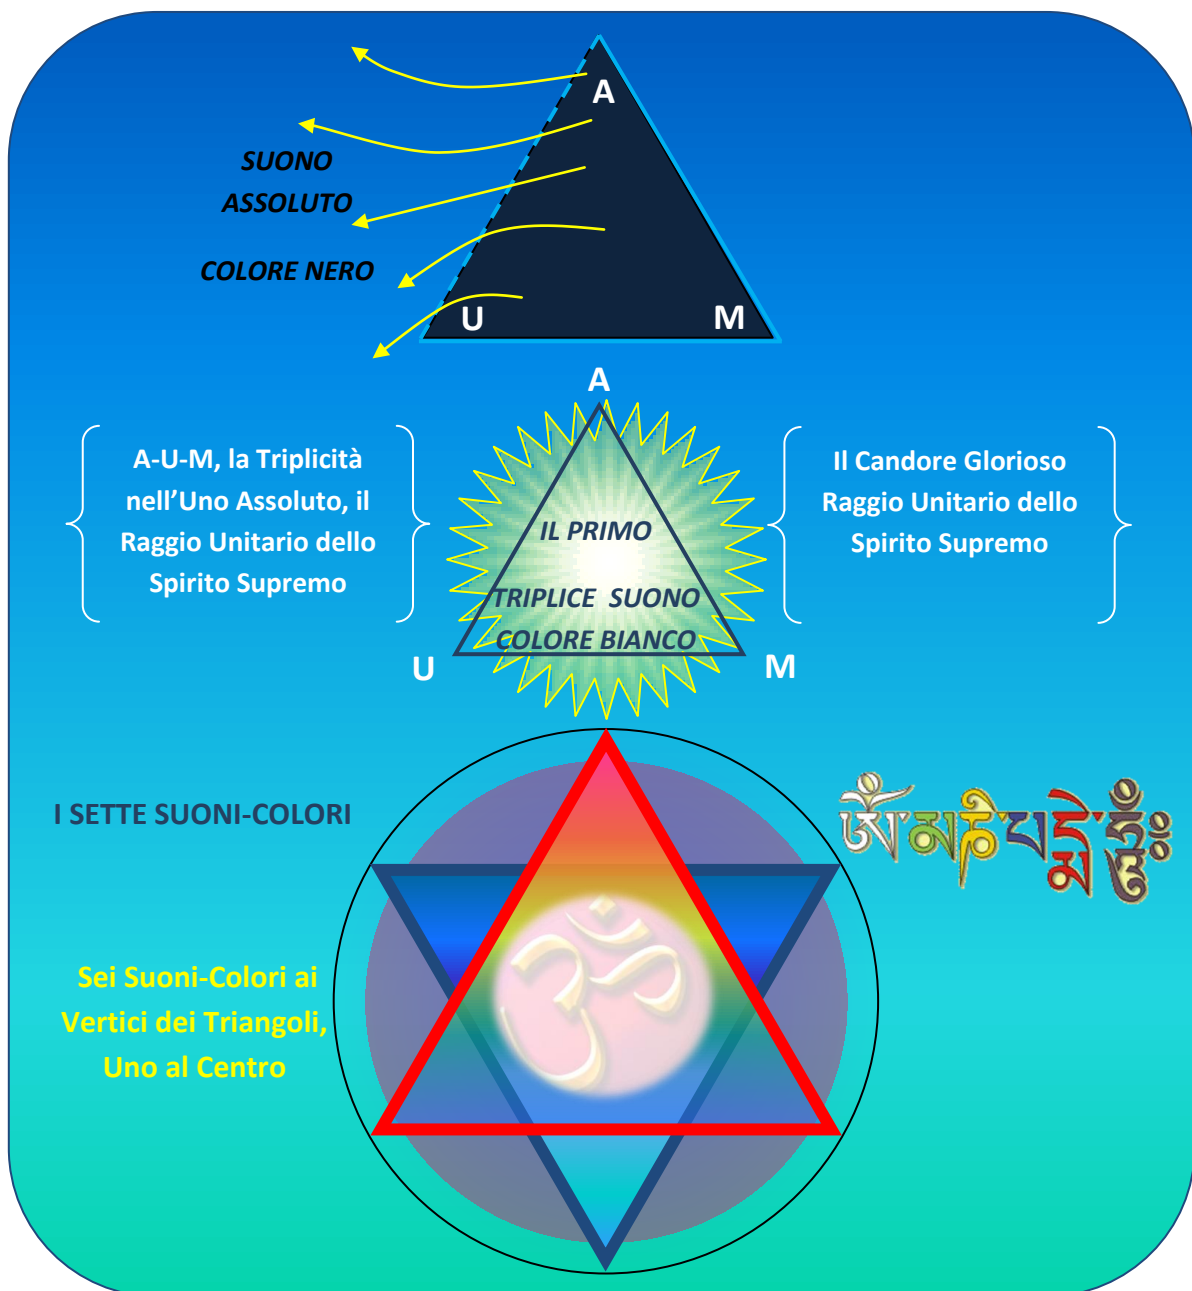 A
SUONO
ASSOLUTO
COLORE NERO
U M
A
A-U-M, la Triplicità
nell’Uno Assoluto, il
Raggio Unitario dello
Spirito Supremo
IL PRIMO
TRIPLICE SUONO
COLORE BIANCO
Il Candore Glorioso
Raggio Unitario dello
Spirito Supremo
U M
I SETTE SUONI-COLORI
ༀ་མ་ཎི་པ་དྨེ་ཧཱུྃ༔
Sei Suoni-Colori ai
Vertici dei Triangoli,
Uno al Centro
ॐ